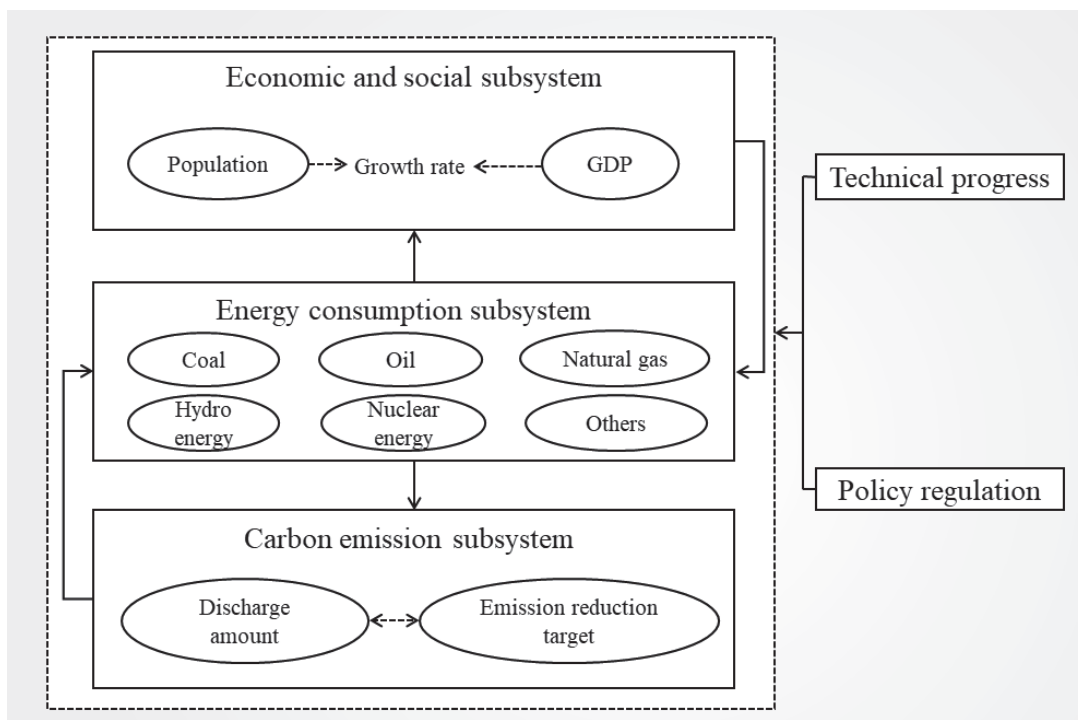 Economic and social subsystem
Population
Growth rate
GDP
Technical progress
Energy consumption subsystem
Coal
Oil
Natural gas
Hydro
energy
Nuclear
energy
Others
Policy regulation
Carbon emission subsystem
Discharge
amount
Emission reduction
target